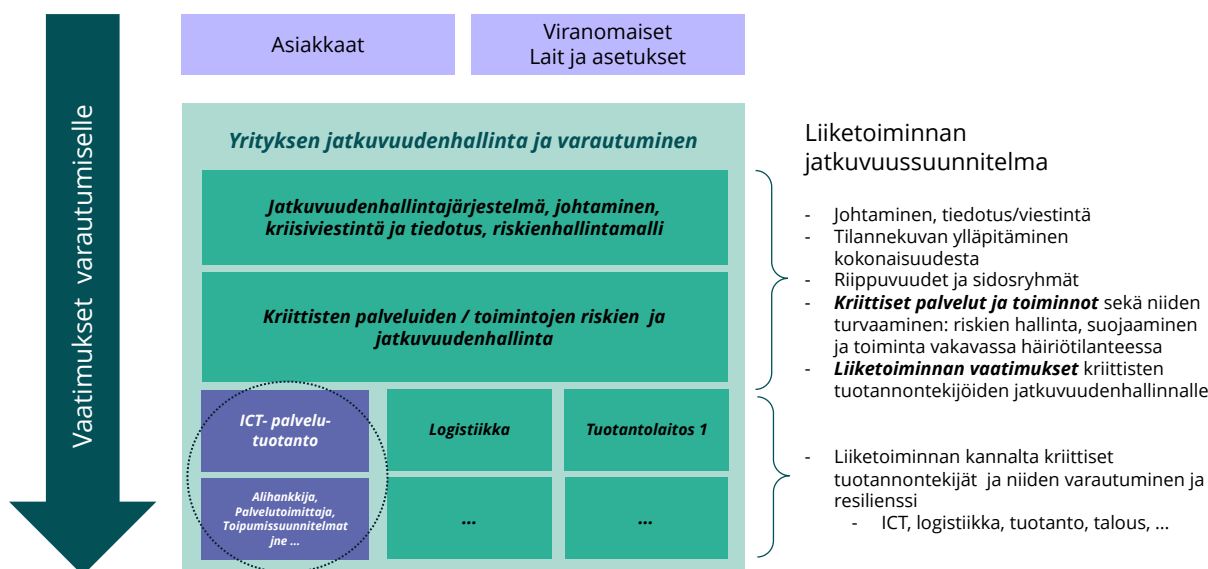 Vaatimukset varautumiselle
Asiakkaat
Viranomaiset
Lait ja asetukset
Yrityksen jatkuvuudenhallinta ja varautuminen
Jatkuvuudenhallintajärjestelmä, johtaminen,
kriisiviestintä ja tiedotus, riskienhallintamalli
Kriittisten palveluiden / toimintojen riskien ja
jatkuvuudenhallinta
ICT- palvelu-
tuotanto
Logistiikka
Tuotantolaitos 1
Alihankkija,
Palvelutoimittaja,
Toipumissuunnitelmat
jne ...
...
...
Liiketoiminnan
jatkuvuussuunnitelma
- Johtaminen, tiedotus/viestintä
- Tilannekuvan ylläpitäminen
kokonaisuudesta
- Riippuvuudet ja sidosryhmät
- Kriittiset palvelut ja toiminnot sekä niiden
turvaaminen: riskien hallinta, suojaaminen
ja toiminta vakavassa häiriötilanteessa
- Liiketoiminnan vaatimukset kriittisten
tuotannontekijöiden jatkuvuudenhallinnalle
- Liiketoiminnan kannalta kriittiset
tuotannontekijät ja niiden varautuminen ja
resilienssi
- ICT, logistiikka, tuotanto, talous, ...